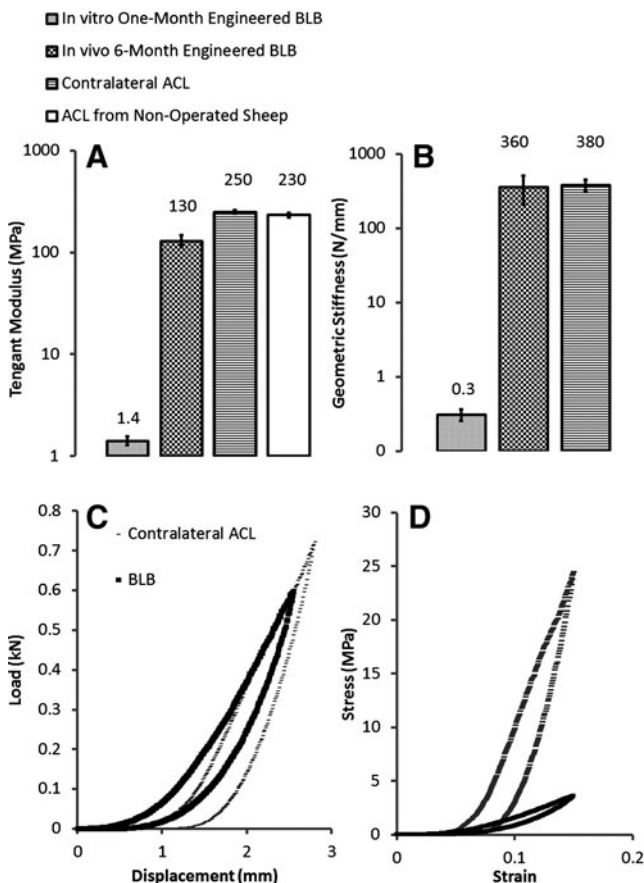 In vitro One-Month Engineered BLB
In vivo 6-Month Engineered BLB
Contralateral ACL
ACL from Non-Operated Sheep
A
Tengant Modulus (MPa)
1000
100
10
1
1.4
130
250
230
B
Geometric Stiffness (N/mm)
1000
100
10
1
0
0.3
360
380
C
Contralateral ACL
BLB
Load (kN)
0.8
0.7
0.6
0.5
0.4
0.3
0.2
0.1
0
0 1 2 3
Displacement (mm)
D
Stress (MPa)
30
25
20
15
10
5
0
0 0.1 0.2
Strain